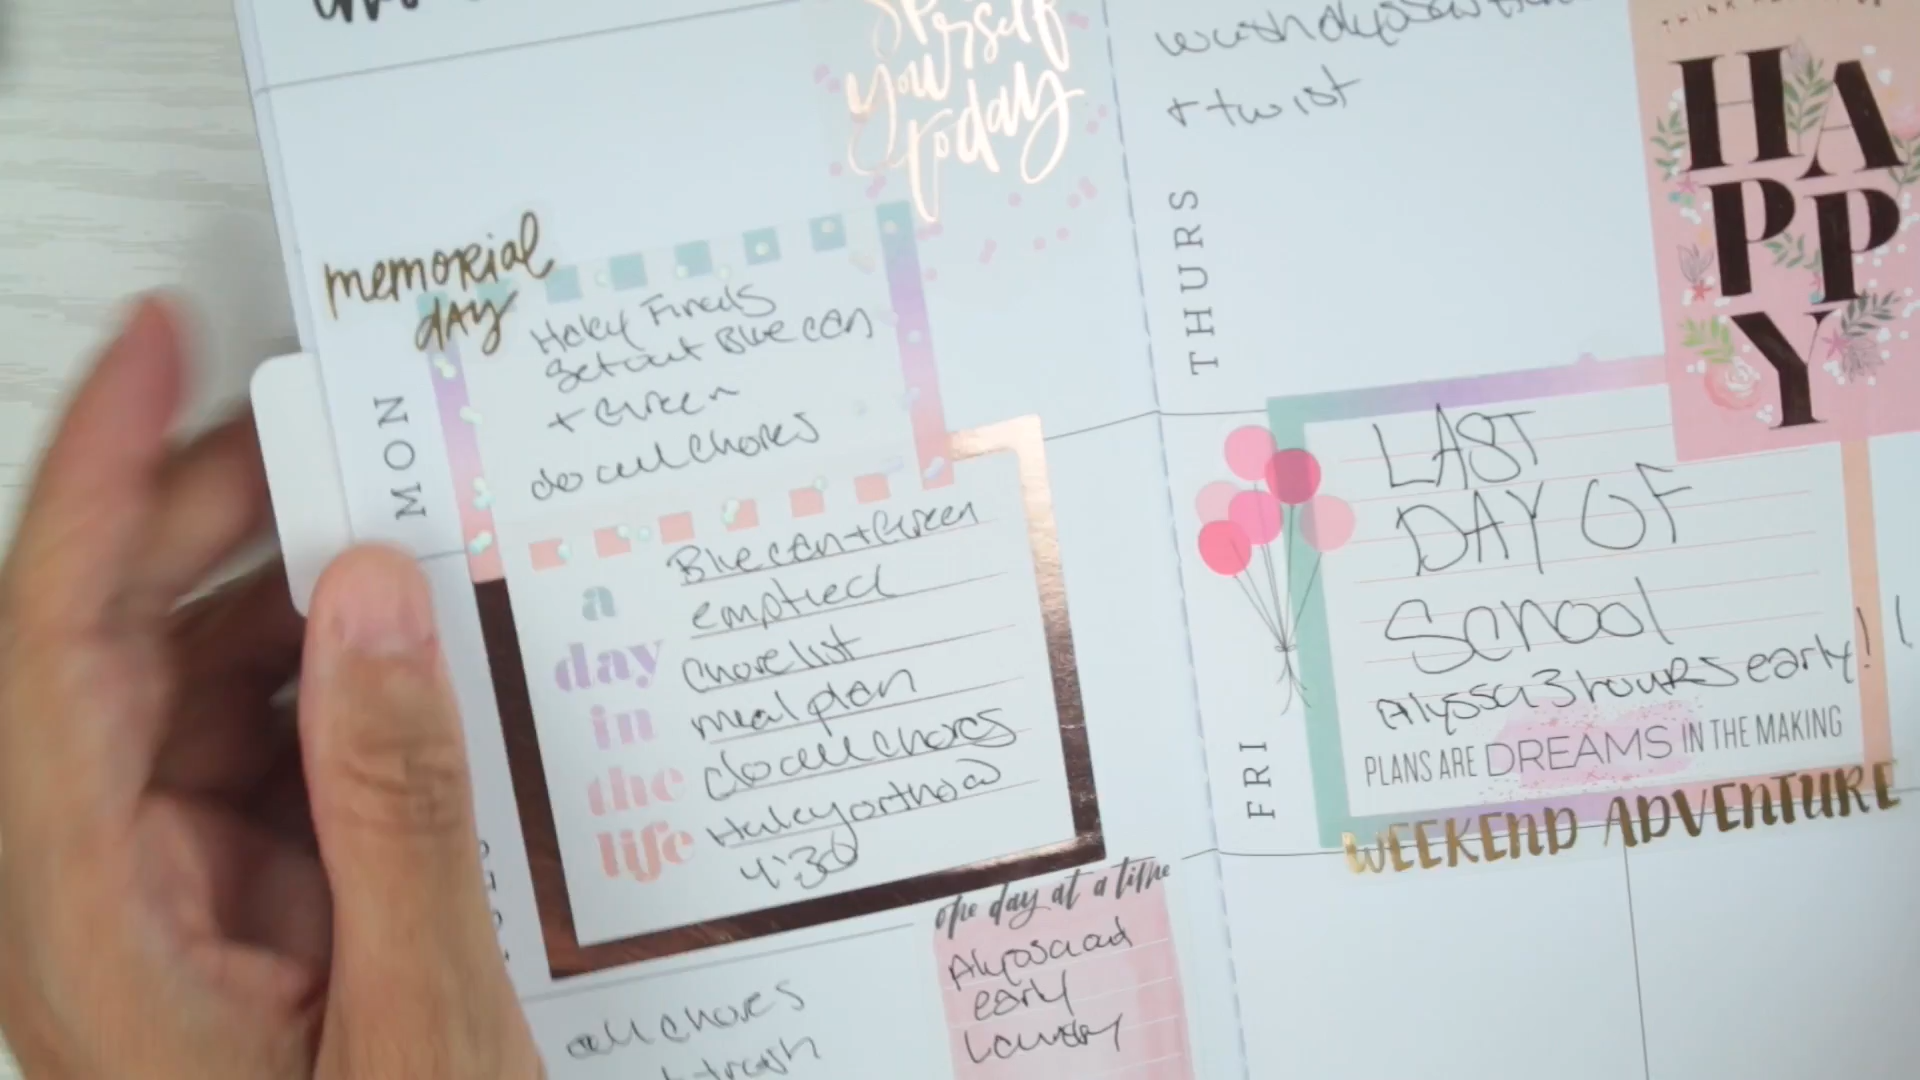 yourself
you
today
memorial
day
MON
Haley Finals
Set out Blue can
+ Green
do all chores
a
day
in
the
life
Blue can + Green
emptied
chore list
meal plan
do all chores
Haley ortho
4:30
one day at a time
Alyssa out
early
Laundry
all chores
trash
+ twist
THURS
HAPPY
LAST
DAY OF
SCHOOL
Alyssa 3 hours early!
PLANS ARE DREAMS IN THE MAKING
FRI
WEEKEND ADVENTURE